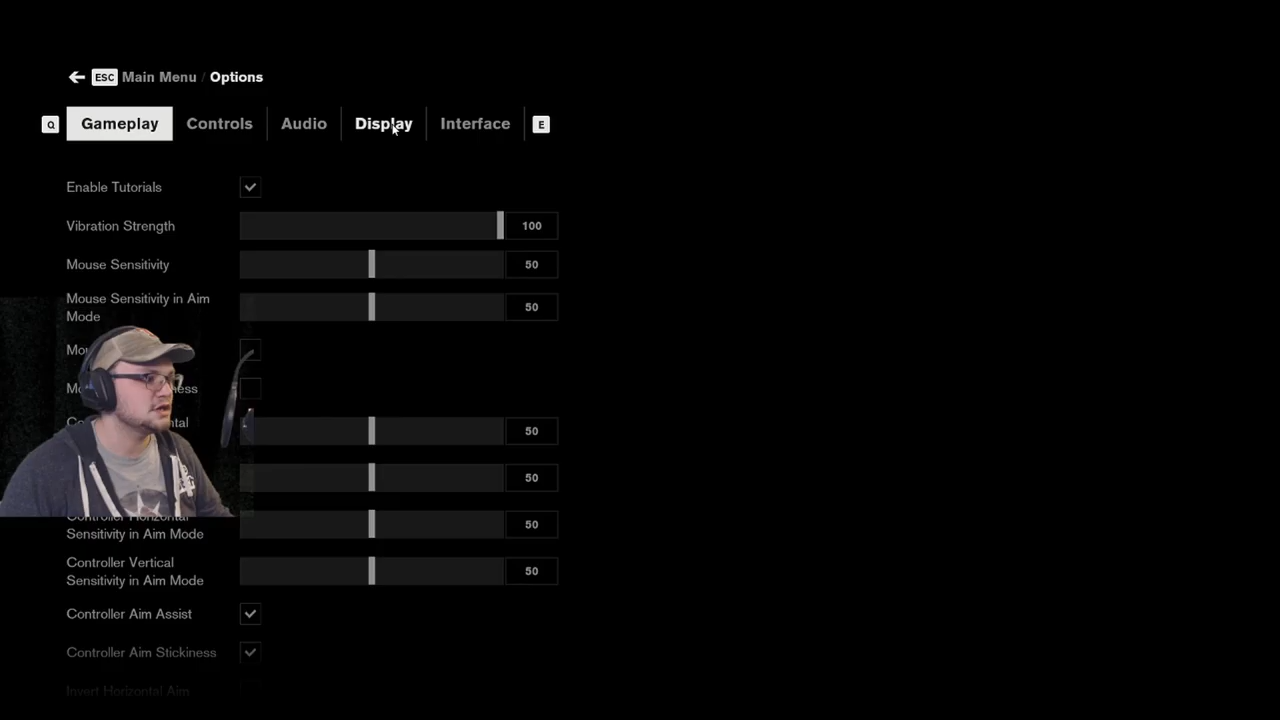 ESC Main Menu / Options
Q Gameplay Controls Audio Display Interface E
Enable Tutorials
Vibration Strength 100
Mouse Sensitivity 50
Mouse Sensitivity in Aim
Mode
50
50
50
Sensitivity in Aim Mode
50
Controller Vertical
Sensitivity in Aim Mode
50
Controller Aim Assist
Controller Aim Stickiness
Invert Horizontal Aim